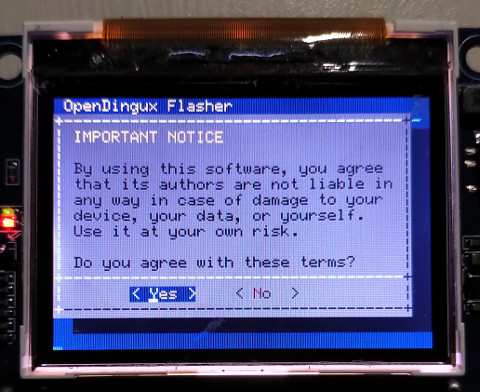 OpenDingux Flasher
IMPORTANT NOTICE
By using this software, you agree
that its authors are not liable in
any way in case of damage to your
device, your data, or yourself.
Use it at your own risk.
Do you agree with these terms?
< Yes > < No >